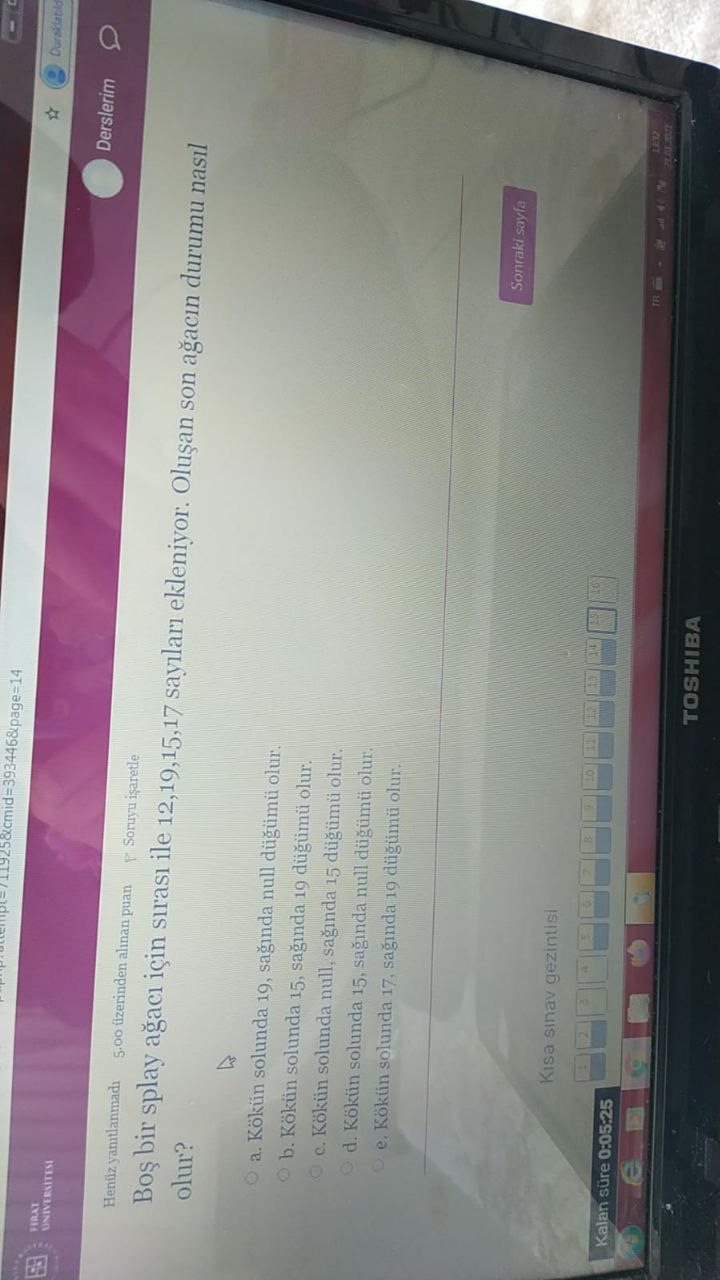 attempt=711925&cmid=393446&page=14
FIRAT
ÜNİVERSİTESİ
Derslerim
Henüz yanıtlanmadı
5,00 üzerinden alınan puan
Soruyu işaretle
Boş bir splay ağacı için sırası ile 12,19,15,17 sayıları ekleniyor. Oluşan son ağacın durumu nasıl
olur?
a. Kökün solunda 19, sağında null düğümü olur.
b. Kökün solunda 15, sağında 19 düğümü olur.
c. Kökün solunda null, sağında 15 düğümü olur.
d. Kökün solunda 15, sağında null düğümü olur.
e. Kökün solunda 17, sağında 19 düğümü olur.
Sonraki sayfa
Kısa sınav gezintisi
1 2 3 4 5 6 7 8 9 10 11 12 13 14 15 16
Kalan süre 0:05:25
TR
13:02
TOSHIBA